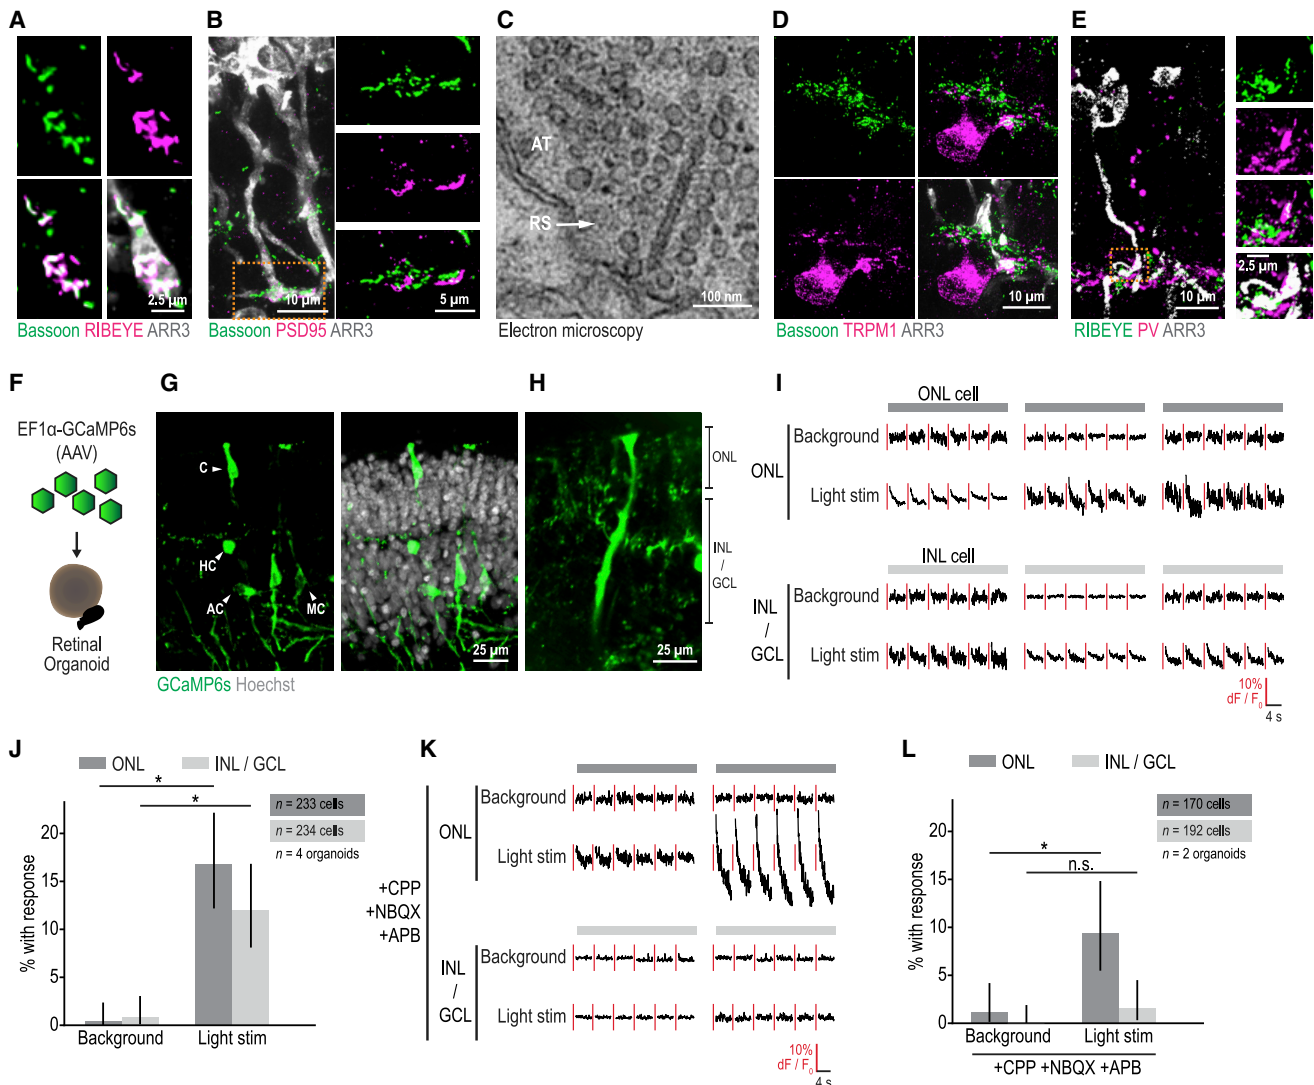 A
B
C
D
E
2.5 µm
10 µm
5 µm
AT
RS
100 nm
10 µm
2.5 µm
10 µm
Bassoon RIBEYE ARR3
Bassoon PSD95 ARR3
Electron microscopy
Bassoon TRPM1 ARR3
RIBEYE PV ARR3
F
G
H
I
EF1α-GCaMP6s
(AAV)
Retinal
Organoid
C
HC
AC
MC
25 µm
25 µm
GCaMP6s Hoechst
ONL
INL
/
GCL
ONL cell
Background
ONL
Light stim
INL cell
Background
INL
/
GCL
Light stim
10%
dF / F0
4 s
J
ONL
INL / GCL
*
*
n = 233 cells
n = 234 cells
n = 4 organoids
% with response
20
15
10
5
0
Background
Light stim
K
Background
ONL
Light stim
+CPP
+NBQX
+APB
Background
INL
/
GCL
Light stim
10%
dF / F0
4 s
L
ONL
INL / GCL
n = 170 cells
n = 192 cells
n = 2 organoids
*
n.s.
% with response
20
15
10
5
0
Background
Light stim
+CPP +NBQX +APB